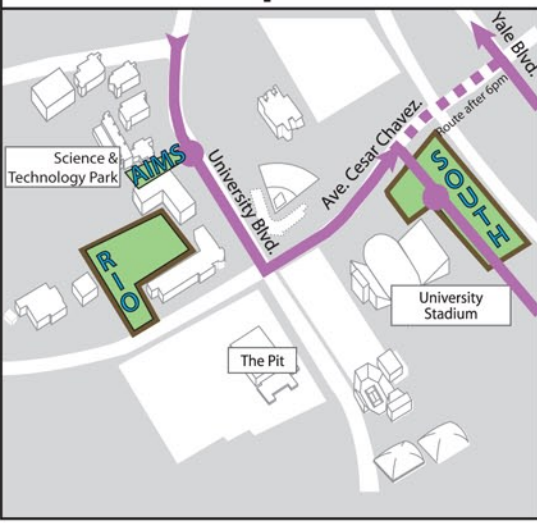 Yale Blvd.
Route after 6pm
Ave. Cesar Chavez.
Science &
Technology Park
AIMS
University Blvd.
SOUTH
RIO
University
Stadium
The Pit